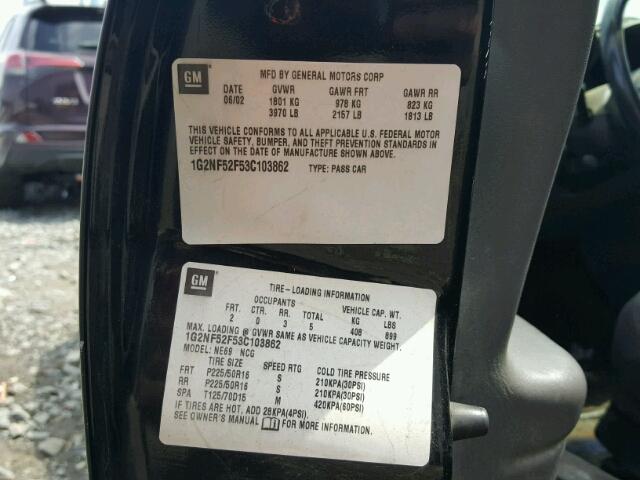 GM
MFD BY GENERAL MOTORS CORP
DATE GVWR GAWR FRT GAWR RR
06/02 1801 KG 978 KG 823 KG
3970 LB 2157 LB 1813 LB
THIS VEHICLE CONFORMS TO ALL APPLICABLE U.S. FEDERAL MOTOR
VEHICLE SAFETY, BUMPER, AND THEFT PREVENTION STANDARDS IN
EFFECT ON THE DATE OF MANUFACTURE SHOWN ABOVE.
1G2NF52F53C103862 TYPE: PASS CAR
GM
TIRE-LOADING INFORMATION
OCCUPANTS VEHICLE CAP. WT.
FRT. CTR. RR. TOTAL KG LBS
2 0 3 5 408 899
MAX. LOADING @ GVWR SAME AS VEHICLE CAPACITY WEIGHT.
1G2NF52F53C103862
MODEL: NE69 NCG
TIRE SIZE SPEED RTG COLD TIRE PRESSURE
FRT P225/50R16 S 210KPA(30PSI)
RR P225/50R16 S 210KPA(30PSI)
SPA T125/70D15 M 420KPA(60PSI)
IF TIRES ARE HOT, ADD 28KPA(4PSI).
SEE OWNER'S MANUAL FOR MORE INFORMATION.